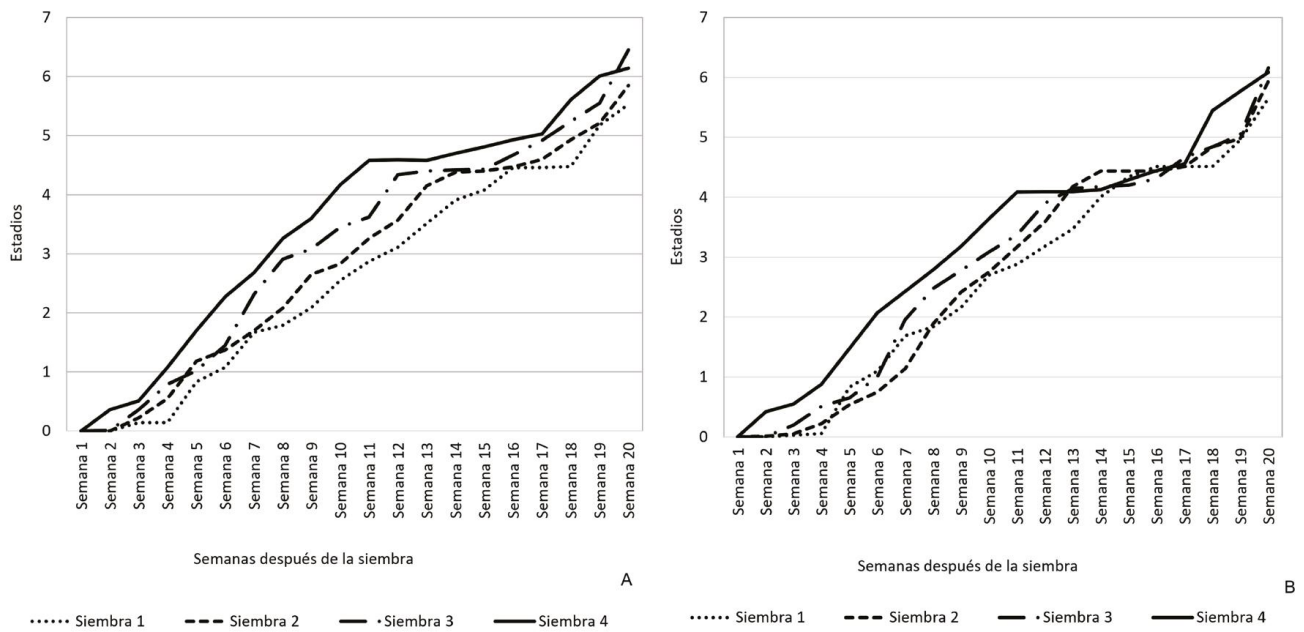 7
6
5
4
3
2
1
0
Estadios
Semana 1
Semana 2
Semana 3
Semana 4
Semana 5
Semana 6
Semana 7
Semana 8
Semana 9
Semana 10
Semana 11
Semana 12
Semana 13
Semana 14
Semana 15
Semana 16
Semana 17
Semana 18
Semana 19
Semana 20
Semanas después de la siembra
A
Siembra 1 Siembra 2 Siembra 3 Siembra 4
7
6
5
4
3
2
1
0
Estadios
Semana 1
Semana 2
Semana 3
Semana 4
Semana 5
Semana 6
Semana 7
Semana 8
Semana 9
Semana 10
Semana 11
Semana 12
Semana 13
Semana 14
Semana 15
Semana 16
Semana 17
Semana 18
Semana 19
Semana 20
Semanas después de la siembra
B
Siembra 1 Siembra 2 Siembra 3 Siembra 4